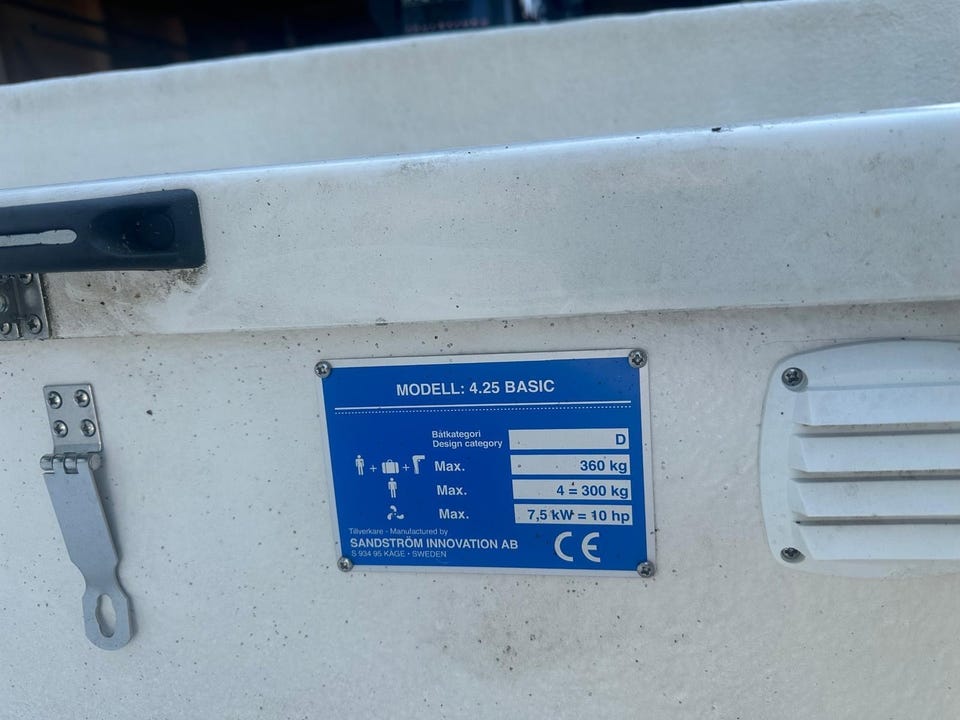 MODELL: 4.25 BASIC
Båtkategori
Design category D
+ + Max. 360 kg
Max. 4 = 300 kg
Max. 7,5 kW = 10 hp
Tillverkare - Manufactured by
SANDSTRÖM INNOVATION AB
S 934 95 KÅGE • SWEDEN
CE